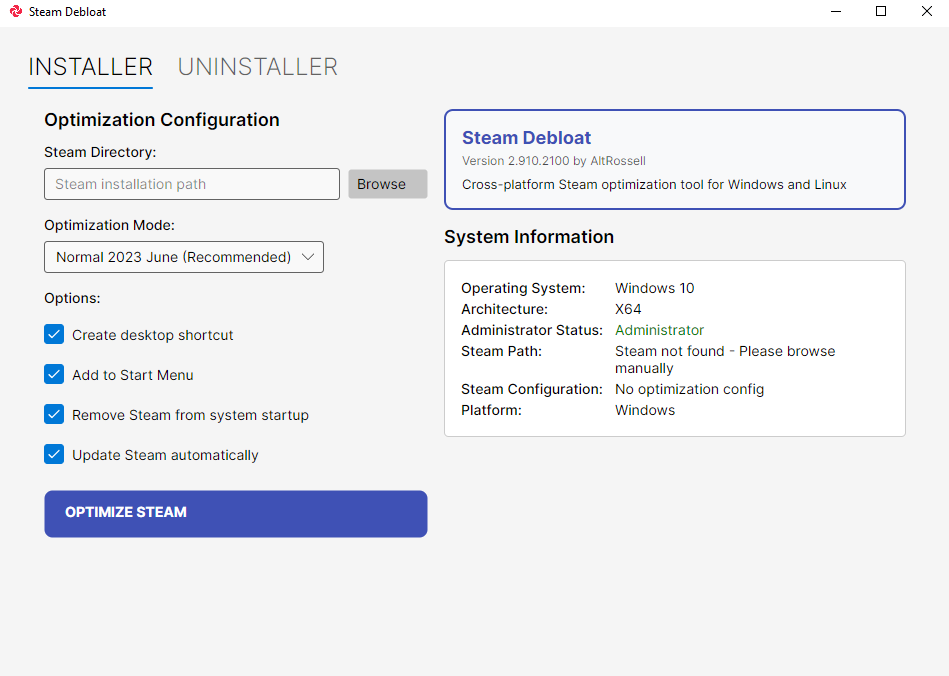 Steam Debloat
INSTALLER UNINSTALLER
Optimization Configuration
Steam Directory:
Steam installation path
Browse
Optimization Mode:
Normal 2023 June (Recommended)
Options:
Create desktop shortcut
Add to Start Menu
Remove Steam from system startup
Update Steam automatically
OPTIMIZE STEAM
Steam Debloat
Version 2.910.2100 by AltRossell
Cross-platform Steam optimization tool for Windows and Linux
System Information
Operating System: Windows 10
Architecture: X64
Administrator Status: Administrator
Steam Path: Steam not found - Please browse
manually
Steam Configuration: No optimization config
Platform: Windows